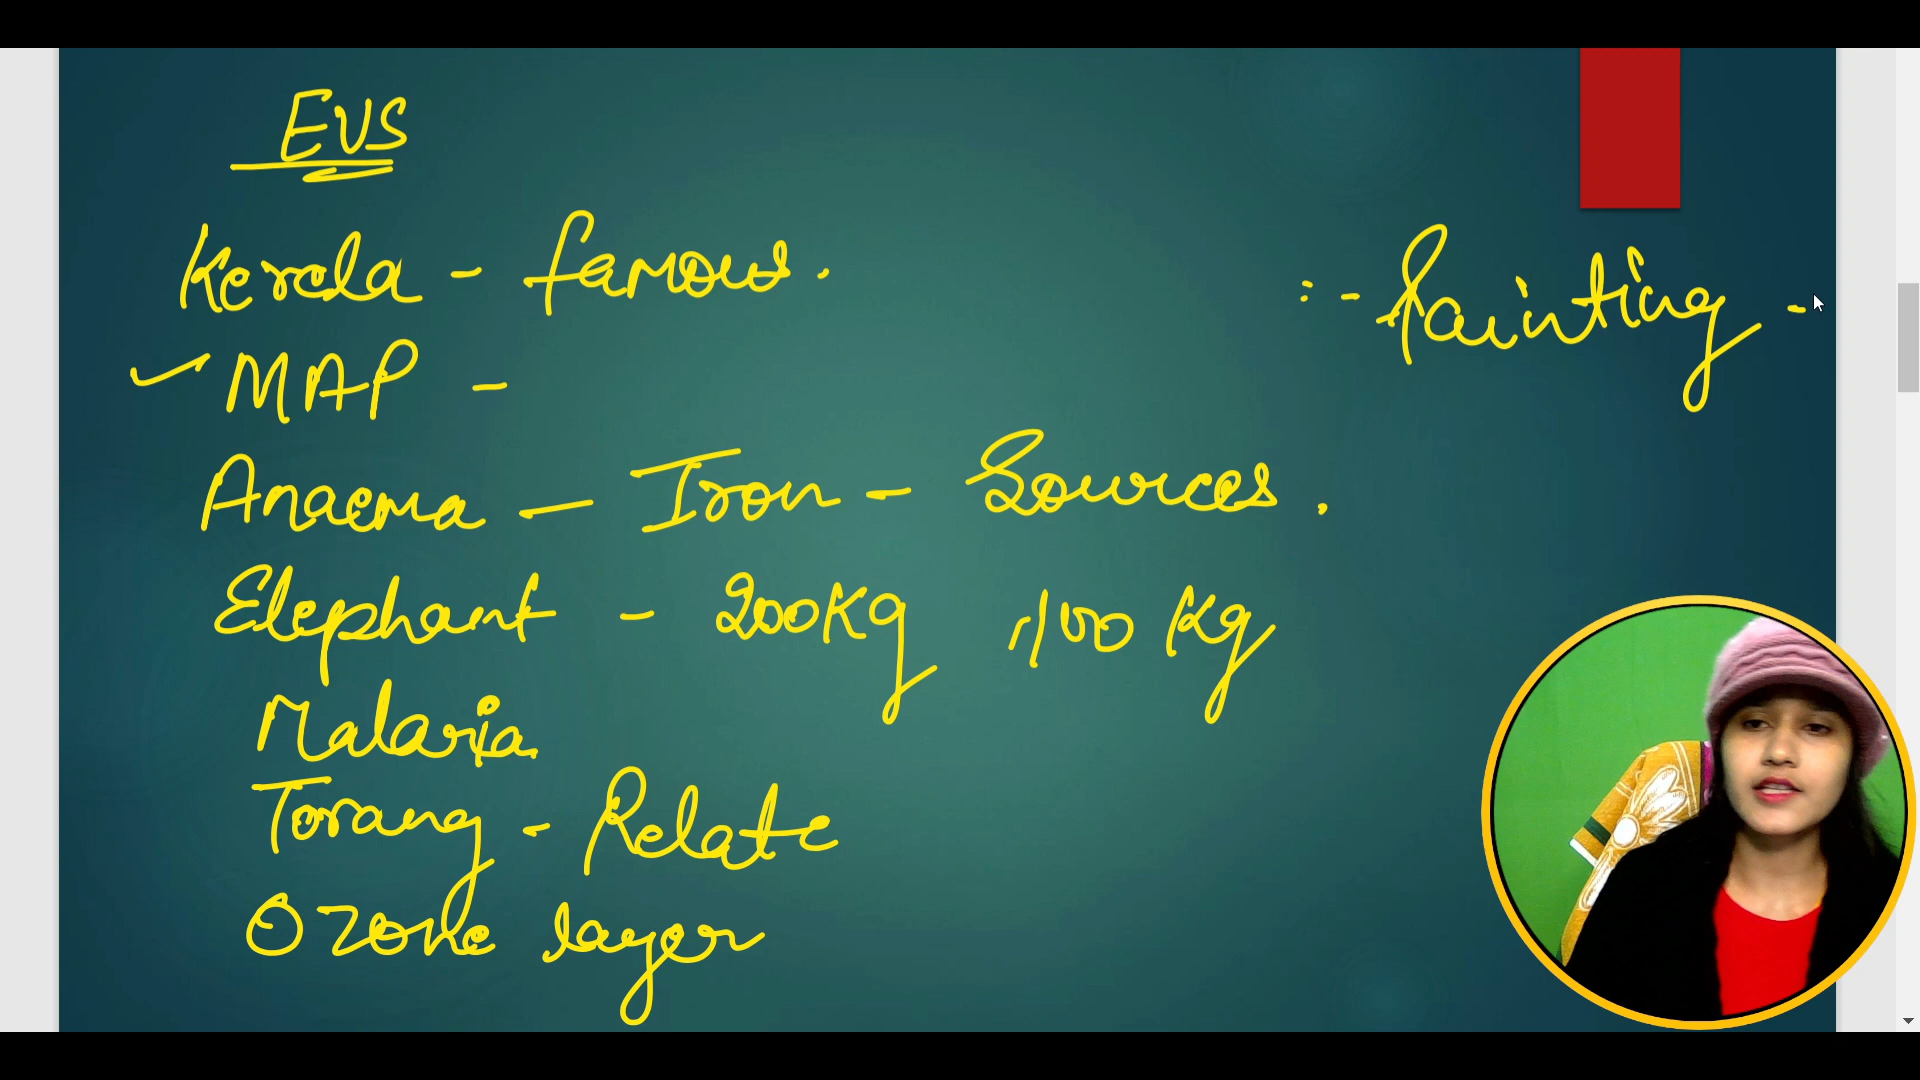 EVS
Kerala - famous.
:- Painting -
MAP -
Anaema - Iron - Sources.
Elephant - 200Kg 100 Kg
Malaria
Torang - Relate
Ozone layer